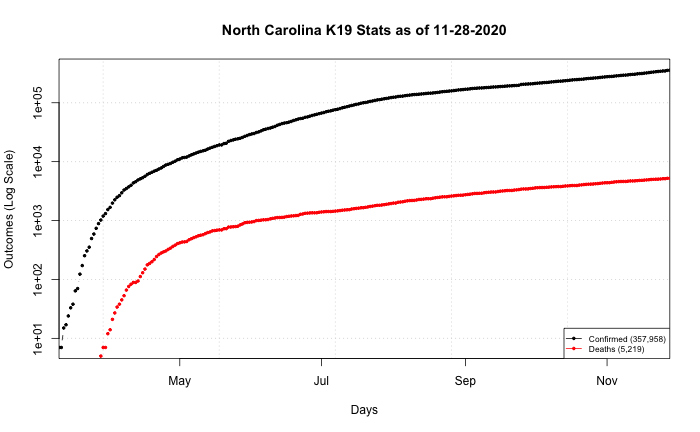 North Carolina K19 Stats as of 11-28-2020
Outcomes (Log Scale)
1e+05
1e+04
1e+03
1e+02
1e+01
Confirmed (357,958)
Deaths (5,219)
May
Jul
Sep
Nov
Days